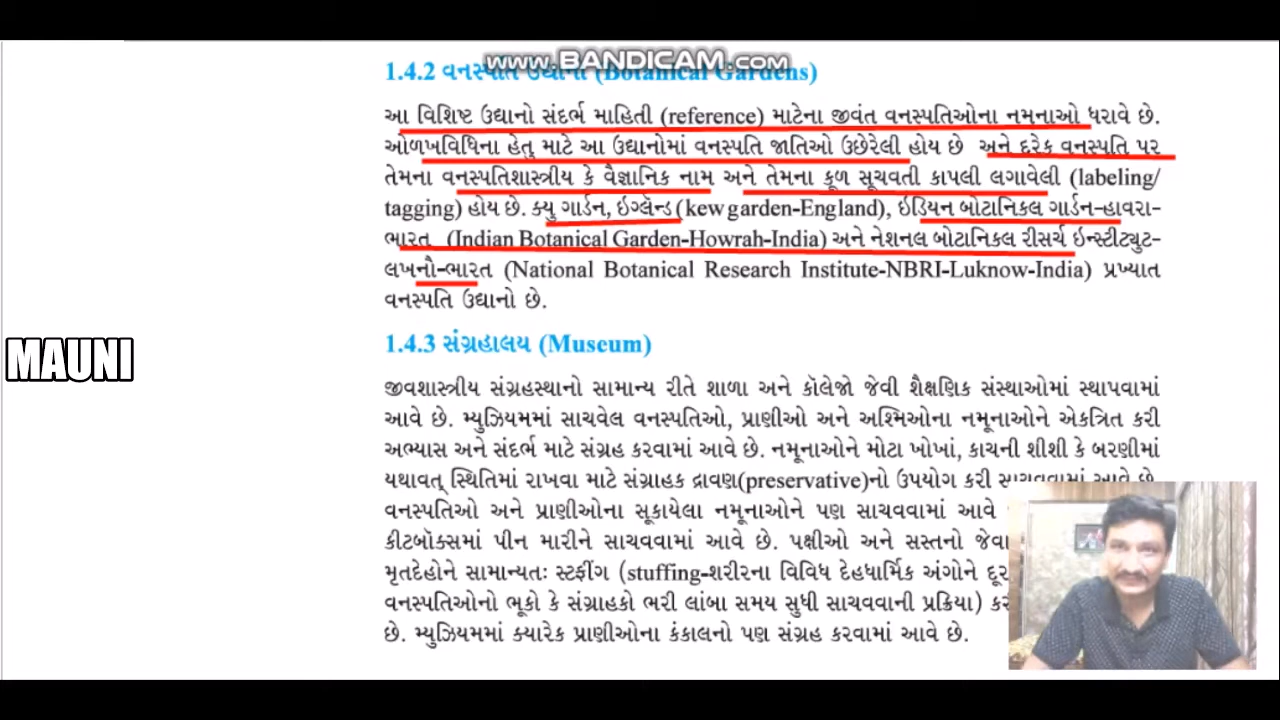 www.BANDICAM.com
1.4.2 વનસ્પતિ ઉદ્યાનો (Botanical Gardens)
આ વિશિષ્ટ ઉદ્યાનો સંદર્ભ માહિતી (reference) માટેના જીવંત વનસ્પતિઓના નમનાઓ ધરાવે છે.
ઓળખવિધિના હેતુ માટે આ ઉદ્યાનોમાં વનસ્પતિ જાતિઓ ઉછેરેલી હોય છે અને દરેક વનસ્પતિ પર
તેમના વનસ્પતિશાસ્ત્રીય કે વૈજ્ઞાનિક નામ અને તેમના કૂળ સૂચવતી કાપલી લગાવેલી (labeling/
tagging) હોય છે. ક્યુ ગાર્ડન, ઇંગ્લૅન્ડ (kew garden-England), ઇંડિયન બોટાનિકલ ગાર્ડન-હાવરા-
ભારત (Indian Botanical Garden-Howrah-India) અને નેશનલ બોટાનિકલ રીસર્ચ ઇન્સ્ટીટ્યુટ-
લખનૌ-ભારત (National Botanical Research Institute-NBRI-Luknow-India) પ્રખ્યાત
વનસ્પતિ ઉદ્યાનો છે.
1.4.3 સંગ્રહાલય (Museum)
MAUNI
જીવશાસ્ત્રીય સંગ્રહસ્થાનો સામાન્ય રીતે શાળા અને કૉલેજો જેવી શૈક્ષણિક સંસ્થાઓમાં સ્થાપવામાં
આવે છે. મ્યુઝિયમમાં સાચવેલ વનસ્પતિઓ, પ્રાણીઓ અને અશ્મિઓના નમૂનાઓને એકત્રિત કરી
અભ્યાસ અને સંદર્ભ માટે સંગ્રહ કરવામાં આવે છે. નમૂનાઓને મોટા ખોખાં, કાચની શીશી કે બરણીમાં
યથાવત્ સ્થિતિમાં રાખવા માટે સંગ્રાહક દ્રાવણ(preservative)નો ઉપયોગ કરી સાચવવામાં આવે છે.
વનસ્પતિઓ અને પ્રાણીઓના સૂકાયેલા નમૂનાઓને પણ સાચવવામાં આવે
કીટબૉક્સમાં પીન મારીને સાચવવામાં આવે છે. પક્ષીઓ અને સસ્તનો જેવા
મૃતદેહોને સામાન્યતઃ સ્ટફીંગ (stuffing-શરીરના વિવિધ દેહધાર્મિક અંગોને દૂર
વનસ્પતિઓનો ભૂકો કે સંગ્રાહકો ભરી લાંબા સમય સુધી સાચવવાની પ્રક્રિયા)
છે. મ્યુઝિયમમાં ક્યારેક પ્રાણીઓના કંકાલનો પણ સંગ્રહ કરવામાં આવે છે.